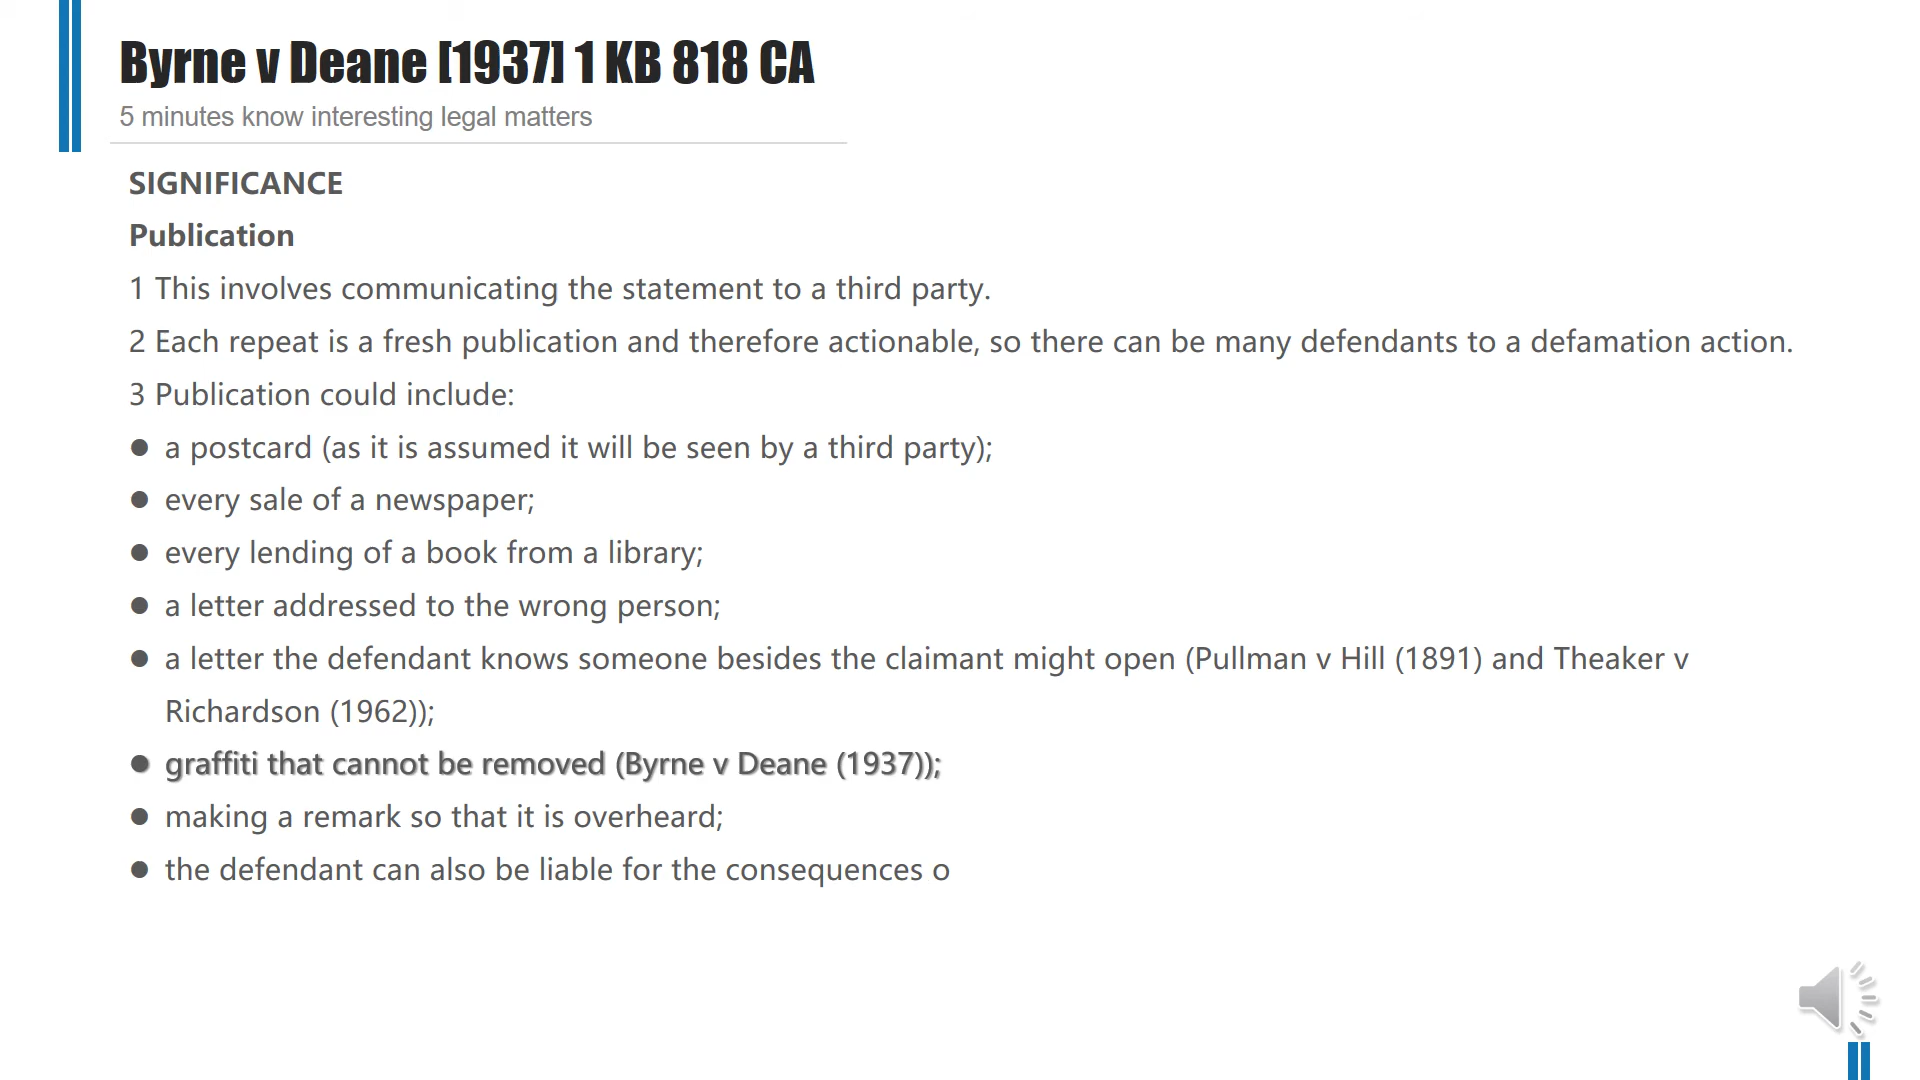 Byrne v Deane [1937] 1 KB 818 CA
5 minutes know interesting legal matters
SIGNIFICANCE
Publication
1 This involves communicating the statement to a third party.
2 Each repeat is a fresh publication and therefore actionable, so there can be many defendants to a defamation action.
3 Publication could include:
● a postcard (as it is assumed it will be seen by a third party);
● every sale of a newspaper;
● every lending of a book from a library;
● a letter addressed to the wrong person;
● a letter the defendant knows someone besides the claimant might open (Pullman v Hill (1891) and Theaker v
Richardson (1962));
● graffiti that cannot be removed (Byrne v Deane (1937));
● making a remark so that it is overheard;
● the defendant can also be liable for the consequences o